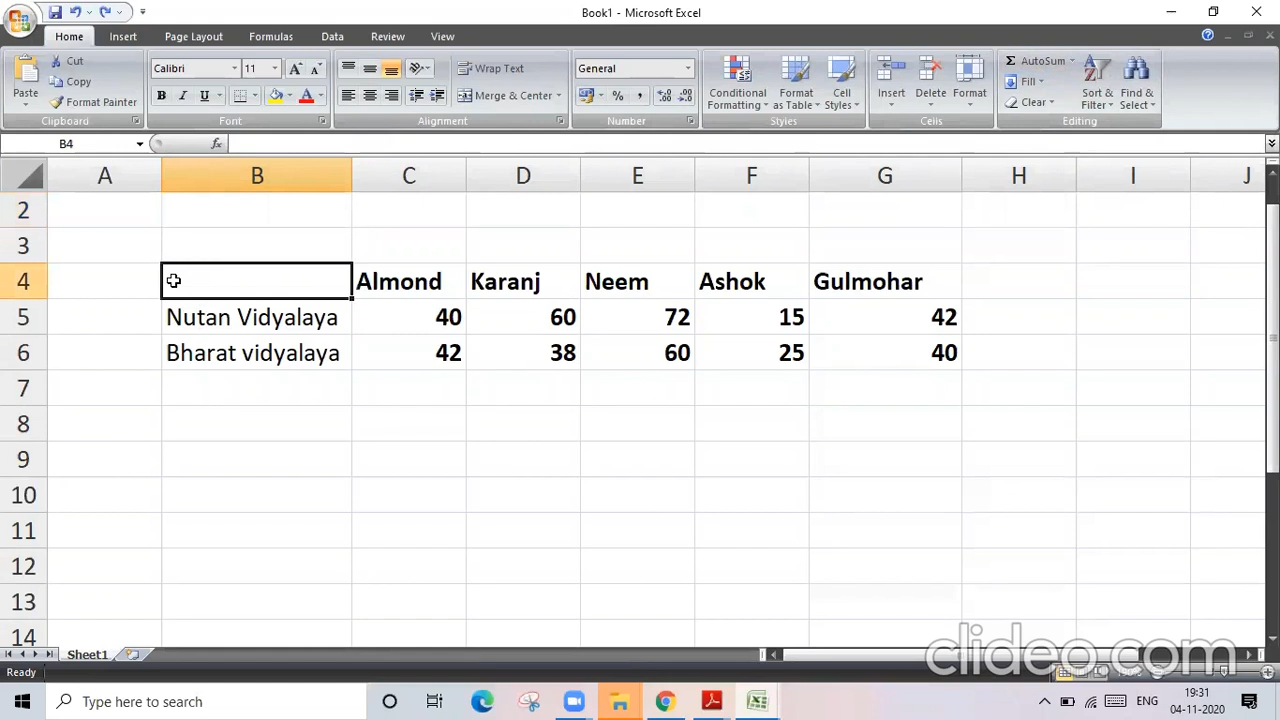 Book1 - Microsoft Excel
Home Insert Page Layout Formulas Data Review View
Paste
Cut
Copy
Format Painter
Clipboard
Calibri 11
B I U
Font
Wrap Text
Merge & Center
Alignment
General
Number
Conditional Formatting
Format as Table
Cell Styles
Styles
Insert
Delete
Format
Cells
AutoSum
Fill
Clear
Sort & Filter
Find & Select
Editing
B4
fx
A B C D E F G H I J
2
3
4 Almond Karanj Neem Ashok Gulmohar
5 Nutan Vidyalaya 40 60 72 15 42
6 Bharat vidyalaya 42 38 60 25 40
7
8
9
10
11
12
13
14
Sheet1
clideo.com
Ready
Type here to search
ENG
19:31
04-11-2020